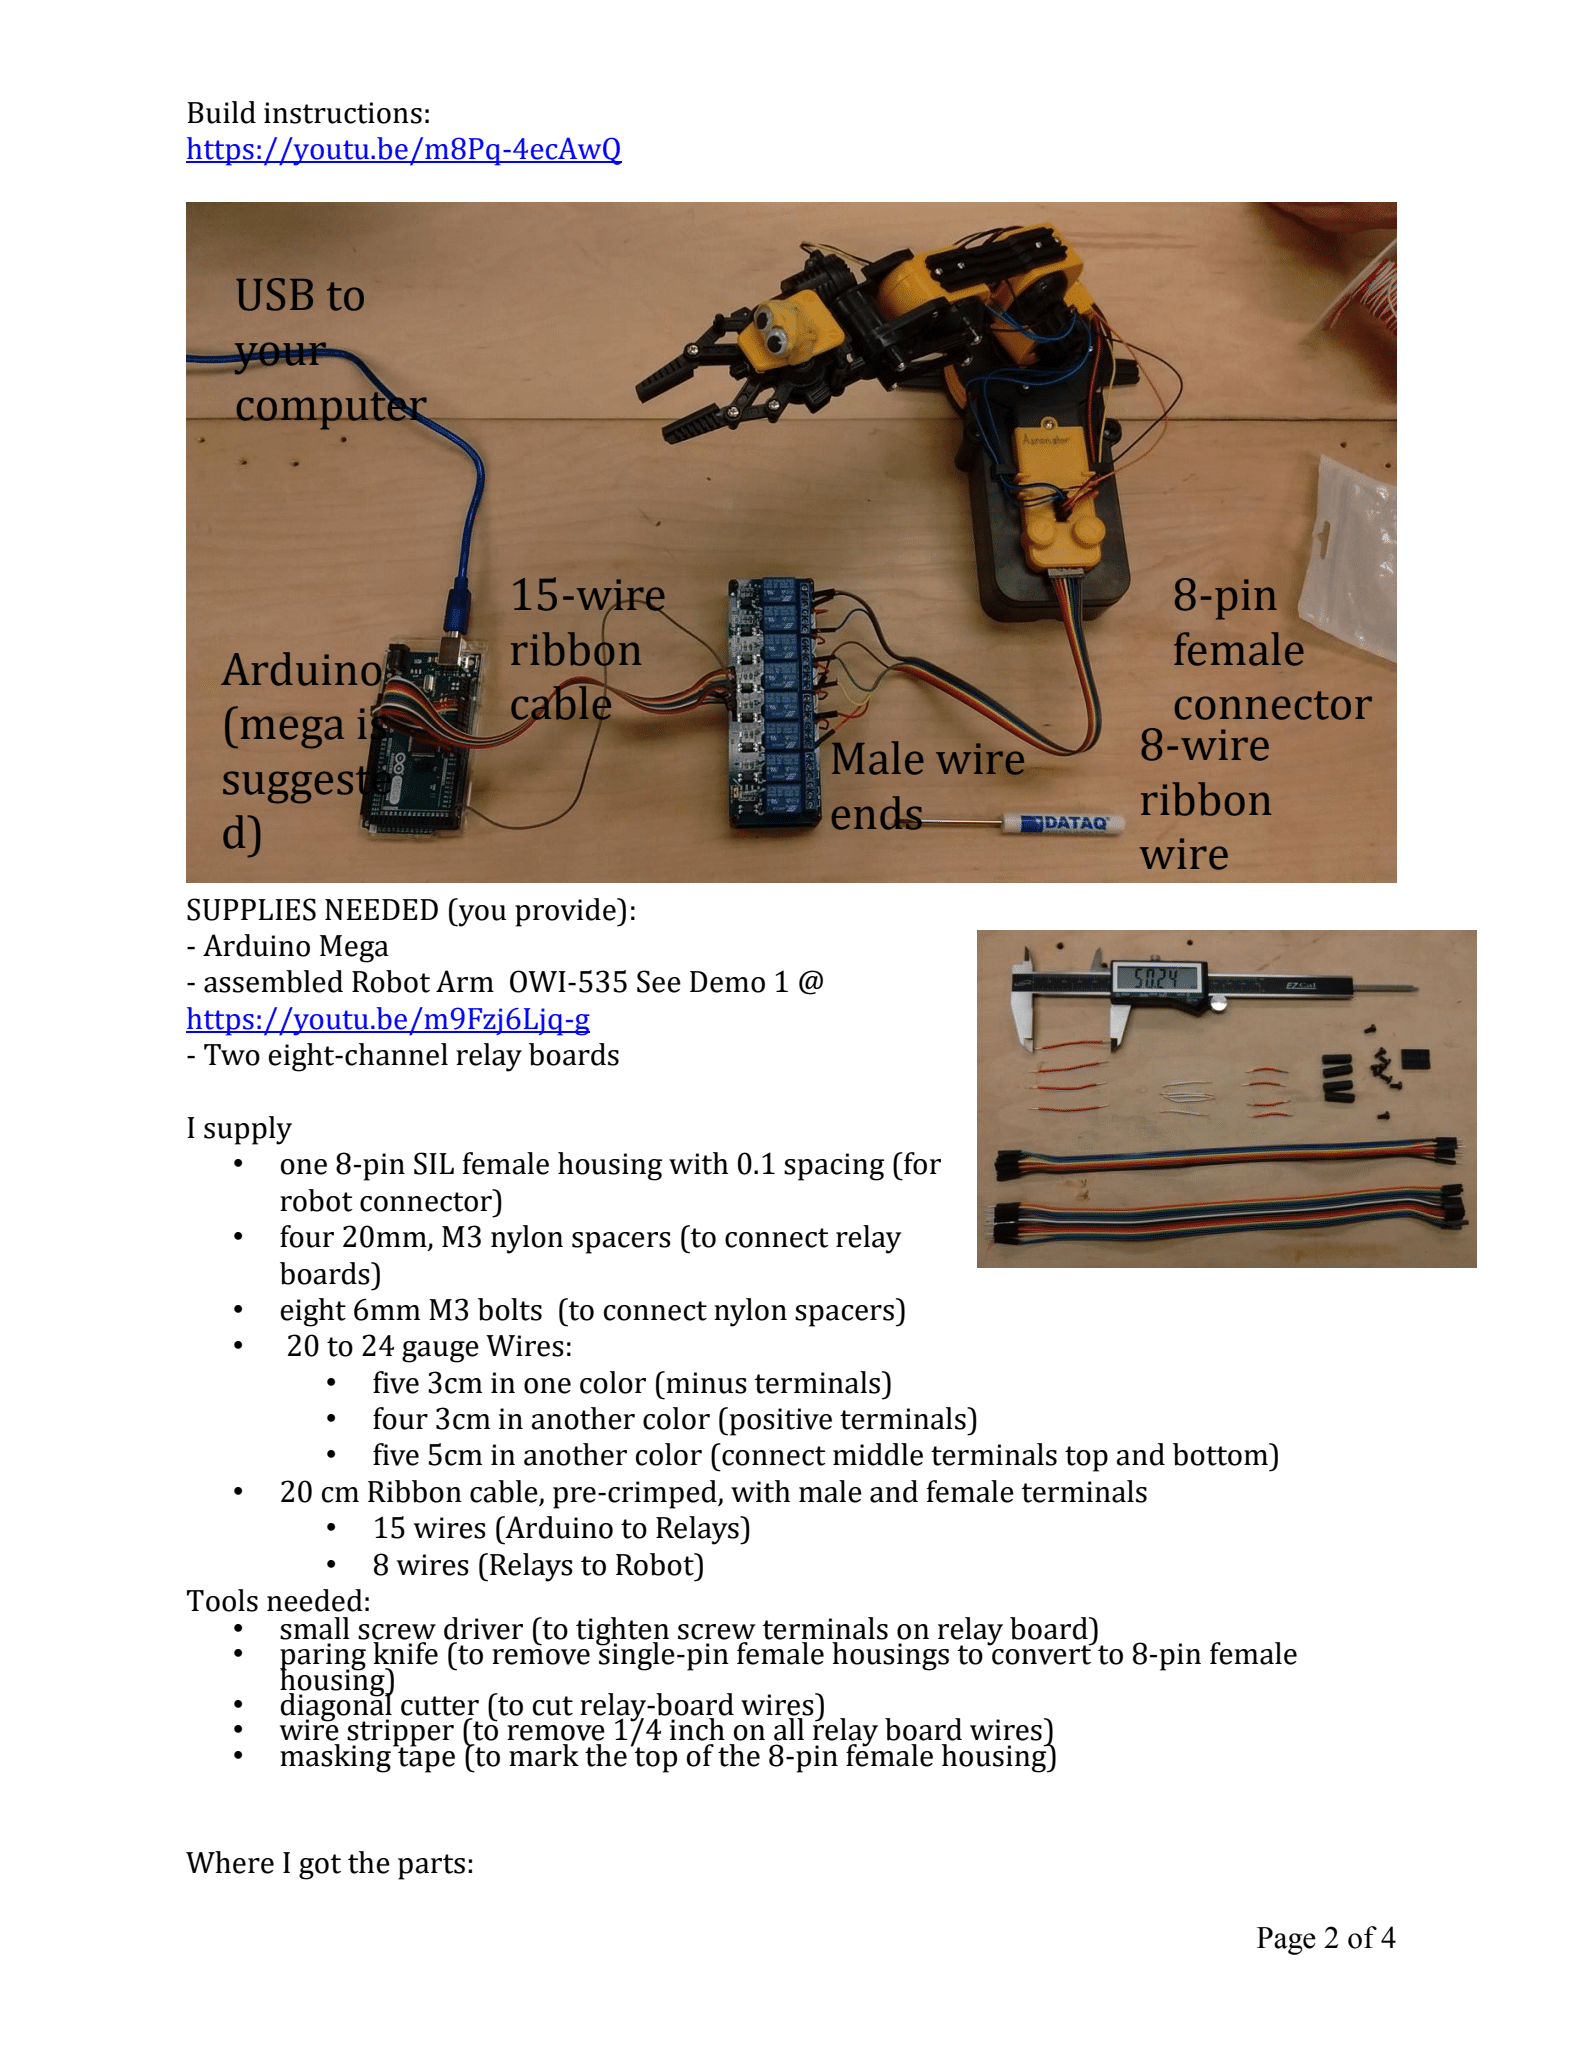 Build instructions:
https://youtu.be/m8Pq-4ecAwQ
USB to
your
computer
15-wire
ribbon
cable
8-pin
female
connector
Arduino
(mega is
suggeste
d)
Male wire
ends
8-wire
ribbon
wire
DATAQ
SUPPLIES NEEDED (you provide):
- Arduino Mega
- assembled Robot Arm  OWI-535 See Demo 1 @
https://youtu.be/m9Fzj6Ljq-g
- Two eight-channel relay boards
50.24
EZ Cal
I supply
• one 8-pin SIL female housing with 0.1 spacing (for
robot connector)
• four 20mm, M3 nylon spacers (to connect relay
boards)
• eight 6mm M3 bolts  (to connect nylon spacers)
• 20 to 24 gauge Wires:
• five 3cm in one color (minus terminals)
• four 3cm in another color (positive terminals)
• five 5cm in another color (connect middle terminals top and bottom)
• 20 cm Ribbon cable, pre-crimped, with male and female terminals
• 15 wires (Arduino to Relays)
• 8 wires (Relays to Robot)
Tools needed:
• small screw driver (to tighten screw terminals on relay board)
• paring knife (to remove single-pin female housings to convert to 8-pin female
housing)
• diagonal cutter (to cut relay-board wires)
• wire stripper (to remove 1/4 inch on all relay board wires)
• masking tape (to mark the top of the 8-pin female housing)
Where I got the parts:
Page 2 of 4